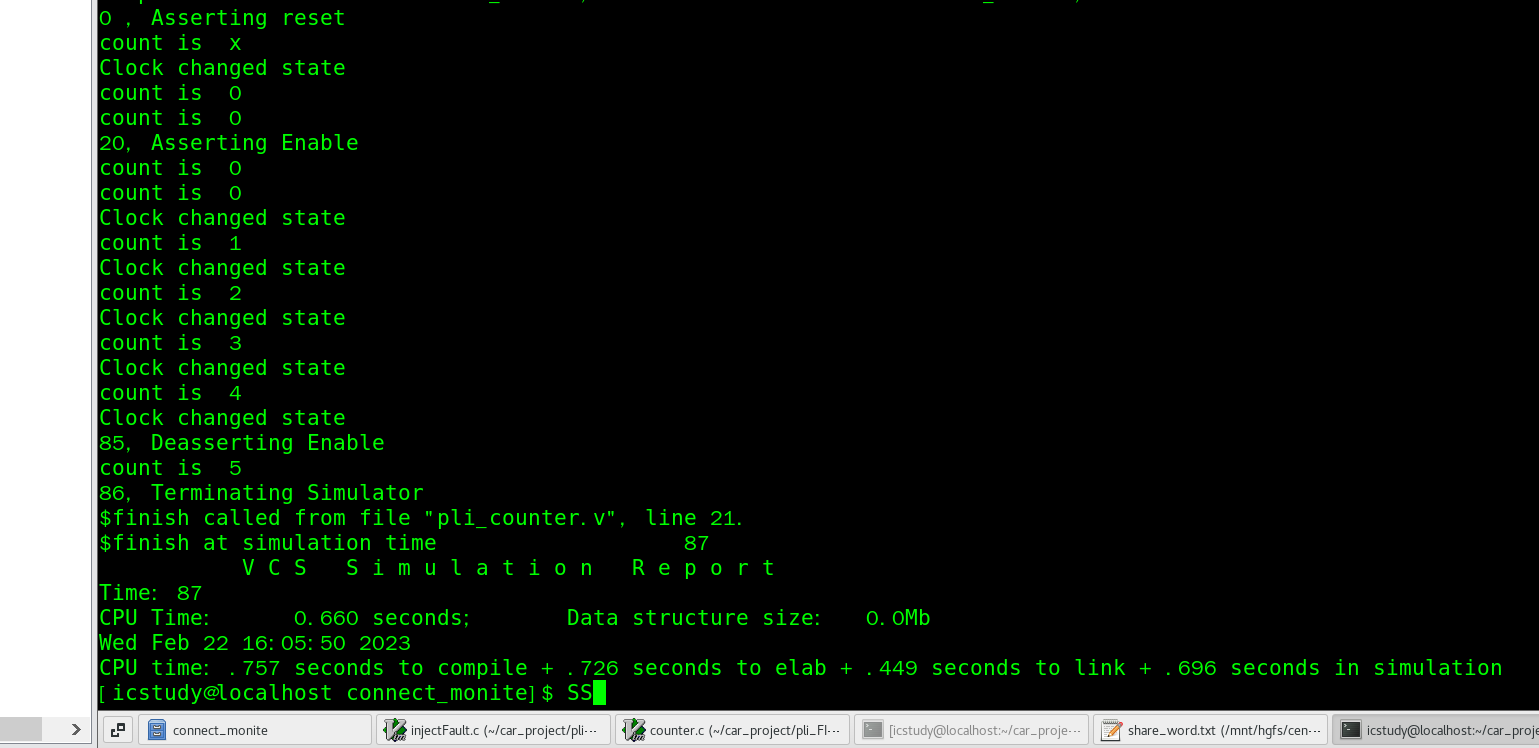 0 , Asserting reset
count is  x
Clock changed state
count is  0
count is  0
20, Asserting Enable
count is  0
count is  0
Clock changed state
count is  1
Clock changed state
count is  2
Clock changed state
count is  3
Clock changed state
count is  4
Clock changed state
85, Deasserting Enable
count is  5
86, Terminating Simulator
$finish called from file "pli_counter.v", line 21.
$finish at simulation time                   87
           V C S   S i m u l a t i o n   R e p o r t
Time: 87
CPU Time:      0.660 seconds;       Data structure size:   0.0Mb
Wed Feb 22 16:05:50 2023
CPU time: .757 seconds to compile + .726 seconds to elab + .449 seconds to link + .696 seconds in simulation
[icstudy@localhost connect_monite]$ SS
connect_monite
injectFault.c (~/car_project/pli-···
counter.c (~/car_project/pli_Fl-···
[icstudy@localhost:~/car_proje-···
share_word.txt (/mnt/hgfs/cen-···
icstudy@localhost:~/car_proj